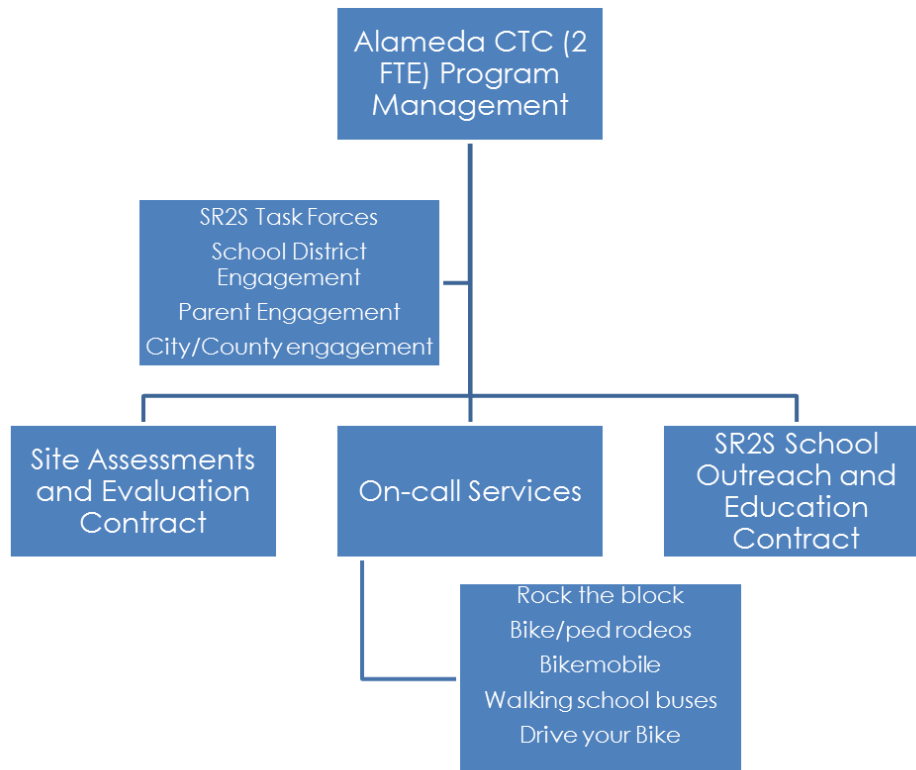 Alameda CTC (2
FTE) Program
Management
SR2S Task Forces
School District
Engagement
Parent Engagement
City/County engagement
Site Assessments
and Evaluation
Contract
On-call Services
SR2S School
Outreach and
Education
Contract
Rock the block
Bike/ped rodeos
Bikemobile
Walking school buses
Drive your Bike